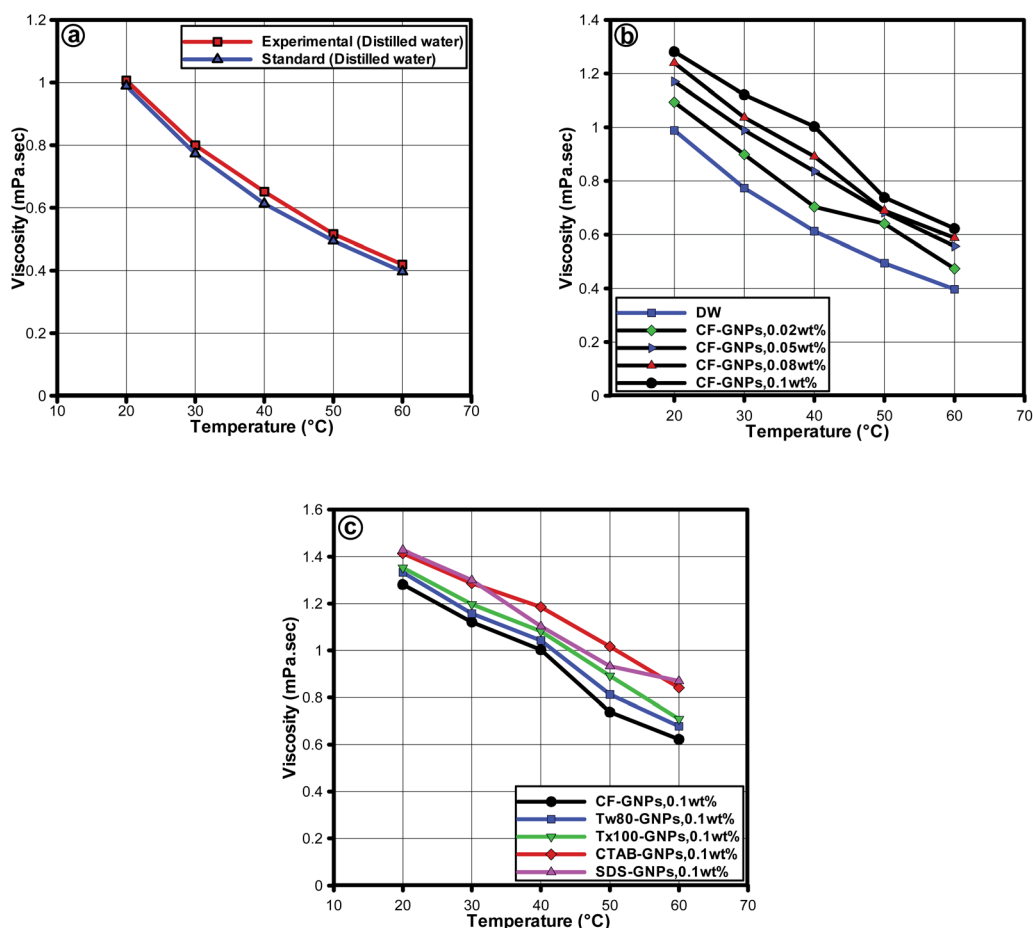 a
Experimental (Distilled water)
Standard (Distilled water)
Viscosity (mPa.sec)
1.2
1
0.8
0.6
0.4
0.2
0
10 20 30 40 50 60 70
Temperature (°C)
b
Viscosity (mPa.sec)
1.4
1.2
1
0.8
0.6
0.4
0.2
0
DW
CF-GNPs,0.02wt%
CF-GNPs,0.05wt%
CF-GNPs,0.08wt%
CF-GNPs,0.1wt%
20 30 40 50 60 70
Temperature (°C)
c
Viscosity (mPa.sec)
1.6
1.4
1.2
1
0.8
0.6
0.4
0.2
0
CF-GNPs,0.1wt%
Tw80-GNPs,0.1wt%
Tx100-GNPs,0.1wt%
CTAB-GNPs,0.1wt%
SDS-GNPs,0.1wt%
10 20 30 40 50 60 70
Temperature (°C)